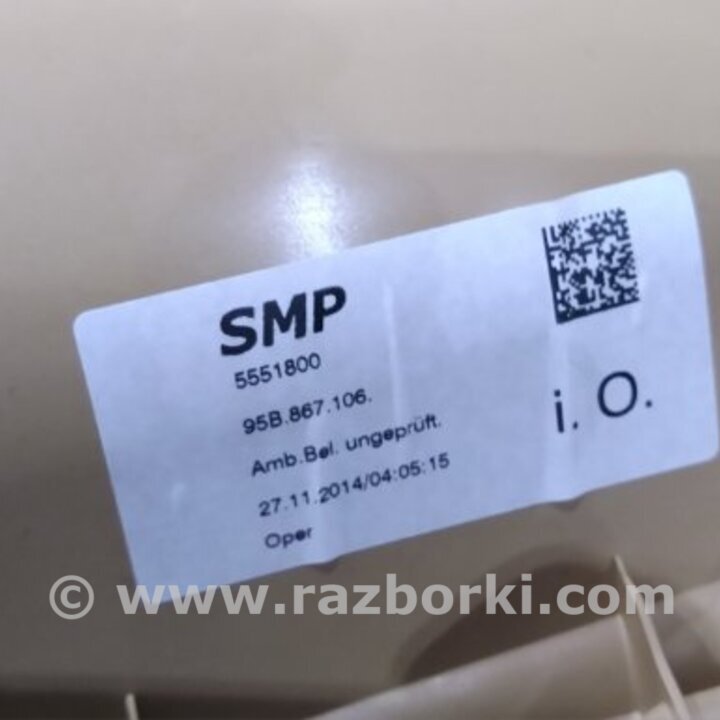 SMP
5551800
95B.867.106.
Amb.Bel. ungeprüft.
27.11.2014/04:05:15
Oper
i. O.
© www.razborki.com